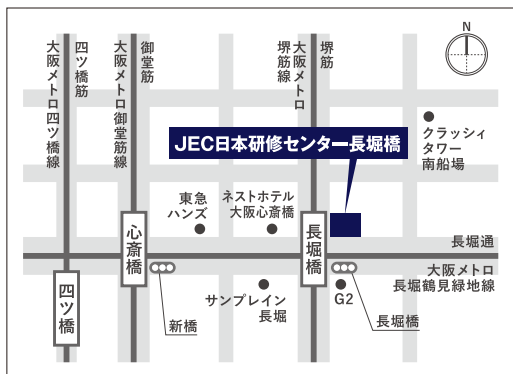 N
四ツ橋筋
大阪メトロ四ツ橋線
御堂筋
大阪メトロ御堂筋線
堺筋
大阪メトロ
堺筋線
クラッシィ
タワー
南船場
JEC日本研修センター長堀橋
東急
ハンズ
ネストホテル
大阪心斎橋
心斎橋
長堀橋
長堀通
大阪メトロ
長堀鶴見緑地線
四ツ橋
新橋
サンプレイン
長堀
G2
長堀橋